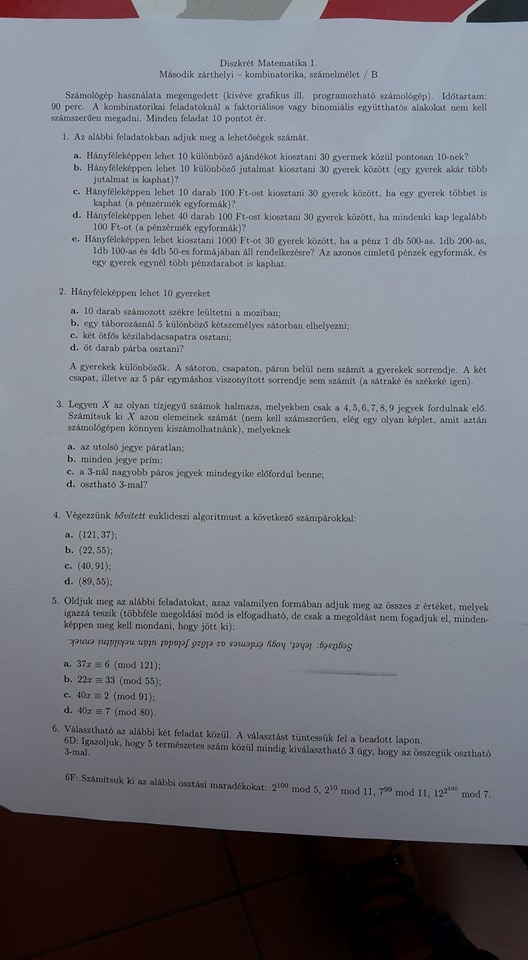 Diszkrét Matematika 1.
Második zárthelyi – kombinatorika, számelmélet / B
Számológép használata megengedett (kivéve grafikus ill. programozható számológép). Időtartam:
90 perc. A kombinatorikai feladatoknál a faktoriálisos vagy binomiális együtthatós alakokat nem kell
számszerűen megadni. Minden feladat 10 pontot ér.
1. Az alábbi feladatokban adjuk meg a lehetőségek számát.
a. Hányféleképpen lehet 10 különböző ajándékot kiosztani 30 gyermek közül pontosan 10-nek?
b. Hányféleképpen lehet 10 különböző jutalmat kiosztani 30 gyerek között (egy gyerek akár több
jutalmat is kaphat)?
c. Hányféleképpen lehet 10 darab 100 Ft-ost kiosztani 30 gyerek között, ha egy gyerek többet is
kaphat (a pénzérmék egyformák)?
d. Hányféleképpen lehet 40 darab 100 Ft-ost kiosztani 30 gyerek között, ha mindenki kap legalább
100 Ft-ot (a pénzérmék egyformák)?
e. Hányféleképpen lehet kiosztani 1000 Ft-ot 30 gyerek között, ha a pénz 1 db 500-as, 1db 200-as,
1db 100-as és 4db 50-es formájában áll rendelkezésre? Az azonos címletű pénzek egyformák, és
egy gyerek egynél több pénzdarabot is kaphat.
2. Hányféleképpen lehet 10 gyereket
a. 10 darab számozott székre leültetni a moziban;
b. egy táborozásnál 5 különböző kétszemélyes sátorban elhelyezni;
c. két ötfős kézilabdacsapatra osztani;
d. öt darab párba osztani?
A gyerekek különbözők. A sátoron, csapaton, páron belül nem számít a gyerekek sorrendje. A két
csapat, illetve az 5 pár egymáshoz viszonyított sorrendje sem számít (a sátraké és székeké igen).
3. Legyen X az olyan tízjegyű számok halmaza, melyekben csak a 4, 5, 6, 7, 8, 9 jegyek fordulnak elő.
Számítsuk ki X azon elemeinek számát (nem kell számszerűen, elég egy olyan képlet, amit aztán
számológépen könnyen kiszámolhatnánk), melyeknek
a. az utolsó jegye páratlan;
b. minden jegye prím;
c. a 3-nál nagyobb páros jegyek mindegyike előfordul benne;
d. osztható 3-mal?
4. Végezzünk bővített euklideszi algoritmust a következő számpárokkal:
a. (121, 37);
b. (22, 55);
c. (40, 91);
d. (89, 55);
5. Oldjuk meg az alábbi feladatokat, azaz valamilyen formában adjuk meg az összes x értéket, melyek
igazzá teszik (többféle megoldási mód is elfogadható, de csak a megoldást nem fogadjuk el, minden-
képpen meg kell mondani, hogy jött ki):
Segítség: lehet, hogy érdemes az előző feladat után nekilátni ennek.
a. 37x ≡ 6 (mod 121);
b. 22x ≡ 33 (mod 55);
c. 40x ≡ 2 (mod 91);
d. 40x ≡ 7 (mod 80).
6. Választható az alábbi két feladat közül. A választást tüntessük fel a beadott lapon.
6D: Igazoljuk, hogy 5 természetes szám közül mindig kiválasztható 3 úgy, hogy az összegük osztható
3-mal.
6F: Számítsuk ki az alábbi osztási maradékokat: 2^100 mod 5, 2^10 mod 11, 7^99 mod 11, 12^2^100 mod 7.